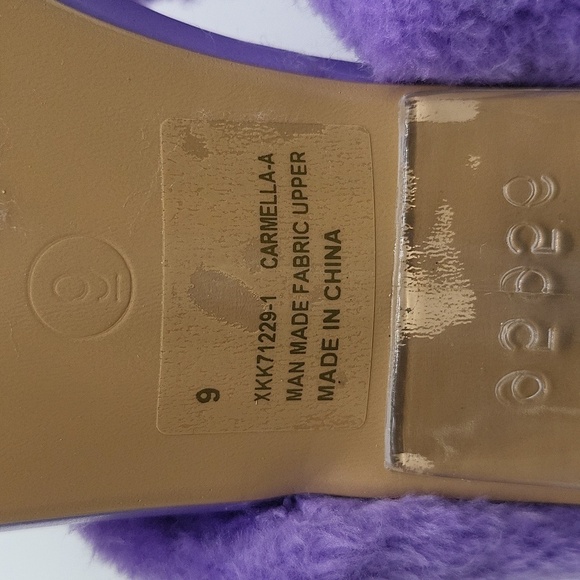 9
XKK71229-1 CARMELLA-A
MAN MADE FABRIC UPPER
MADE IN CHINA
9